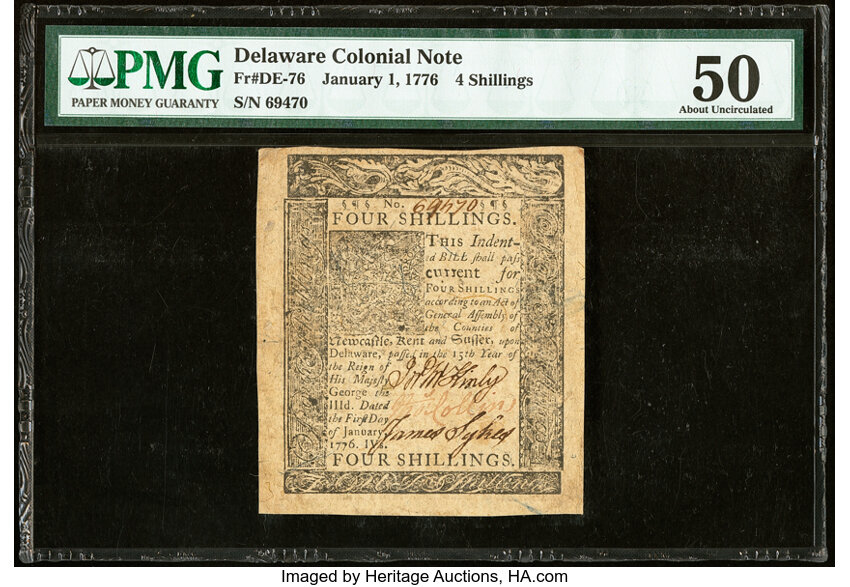 PMG
PAPER MONEY GUARANTY
Delaware Colonial Note
Fr#DE-76 January 1, 1776 4 Shillings
S/N 69470
50
About Uncirculated
§¶§ No. 69470 §¶§
FOUR SHILLINGS.
THIS Indent-
ed BILL shall pass
current for
FOUR SHILLINGS
according to an Act of
General Assembly of
the Counties of
Newcastle, Kent and Sussex, upon
Delaware, passed in the 15th Year of
the Reign of
His Majesty
George the
IIId. Dated
the First Day
of January
1776. IVs.
Jno McKinly
Collins
James Sykes
FOUR SHILLINGS.
Imaged by Heritage Auctions, HA.com